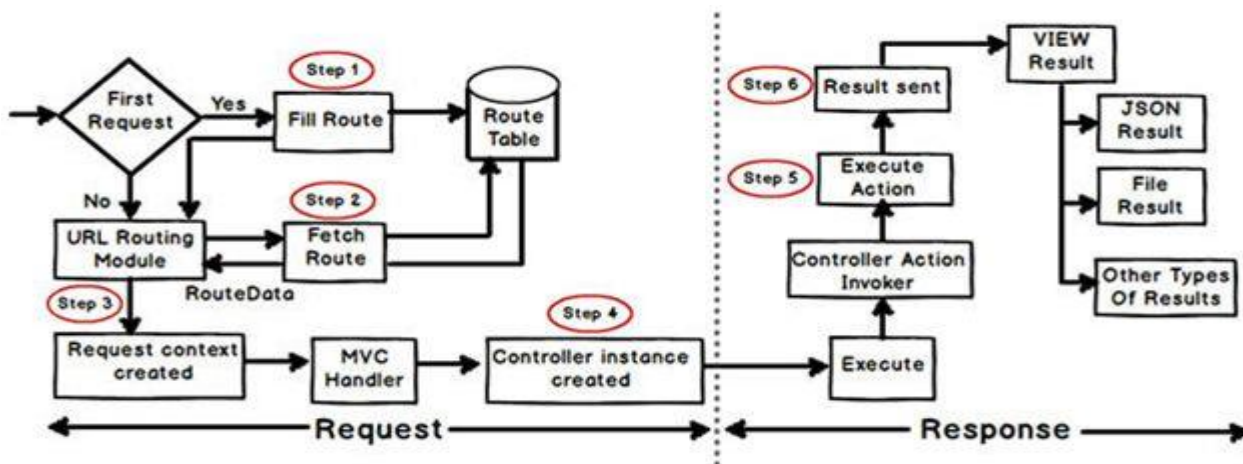 Step 1
First
Request
Yes
Fill Route
Route
Table
No
Step 2
URL Routing
Module
Fetch
Route
RouteData
Step 3
Request context
created
MVC
Handler
Step 4
Controller instance
created
Request
VIEW
Result
Step 6
Result sent
JSON
Result
Step 5
Execute
Action
File
Result
Controller Action
Invoker
Other Types
Of Results
Execute
Response